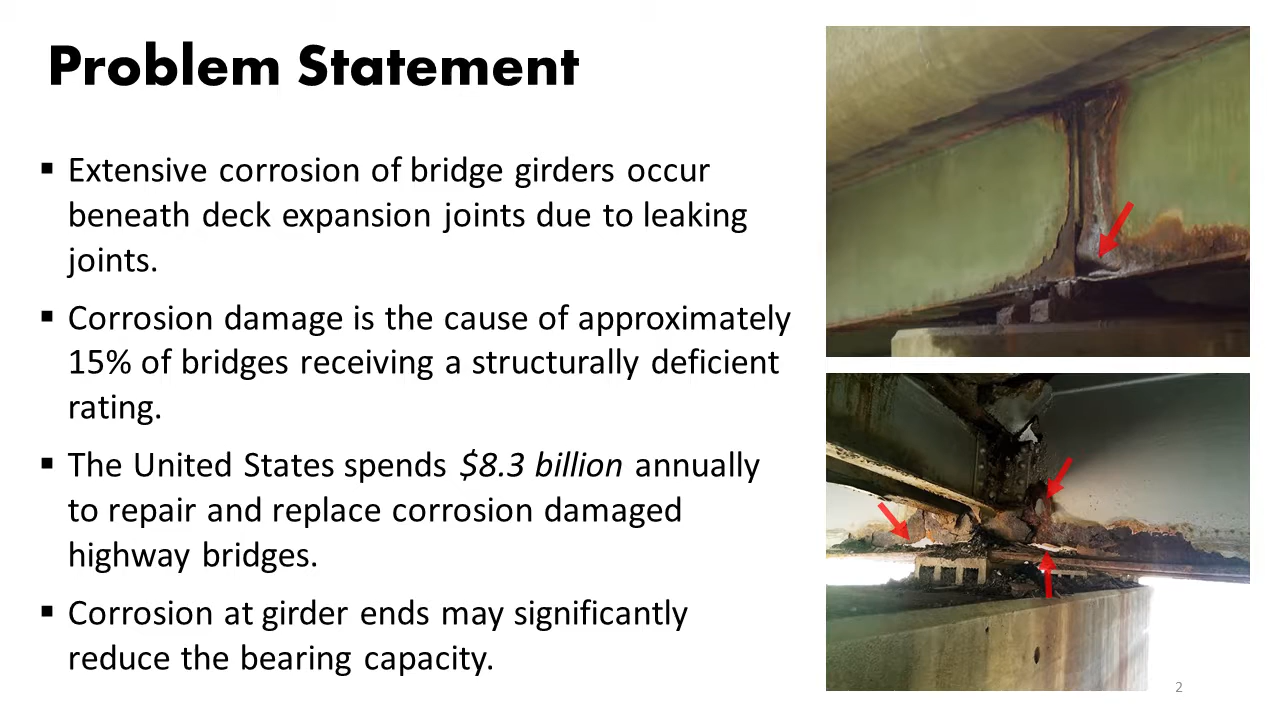 Problem Statement
▪ Extensive corrosion of bridge girders occur
beneath deck expansion joints due to leaking
joints.
▪ Corrosion damage is the cause of approximately
15% of bridges receiving a structurally deficient
rating.
▪ The United States spends $8.3 billion annually
to repair and replace corrosion damaged
highway bridges.
▪ Corrosion at girder ends may significantly
reduce the bearing capacity.
2